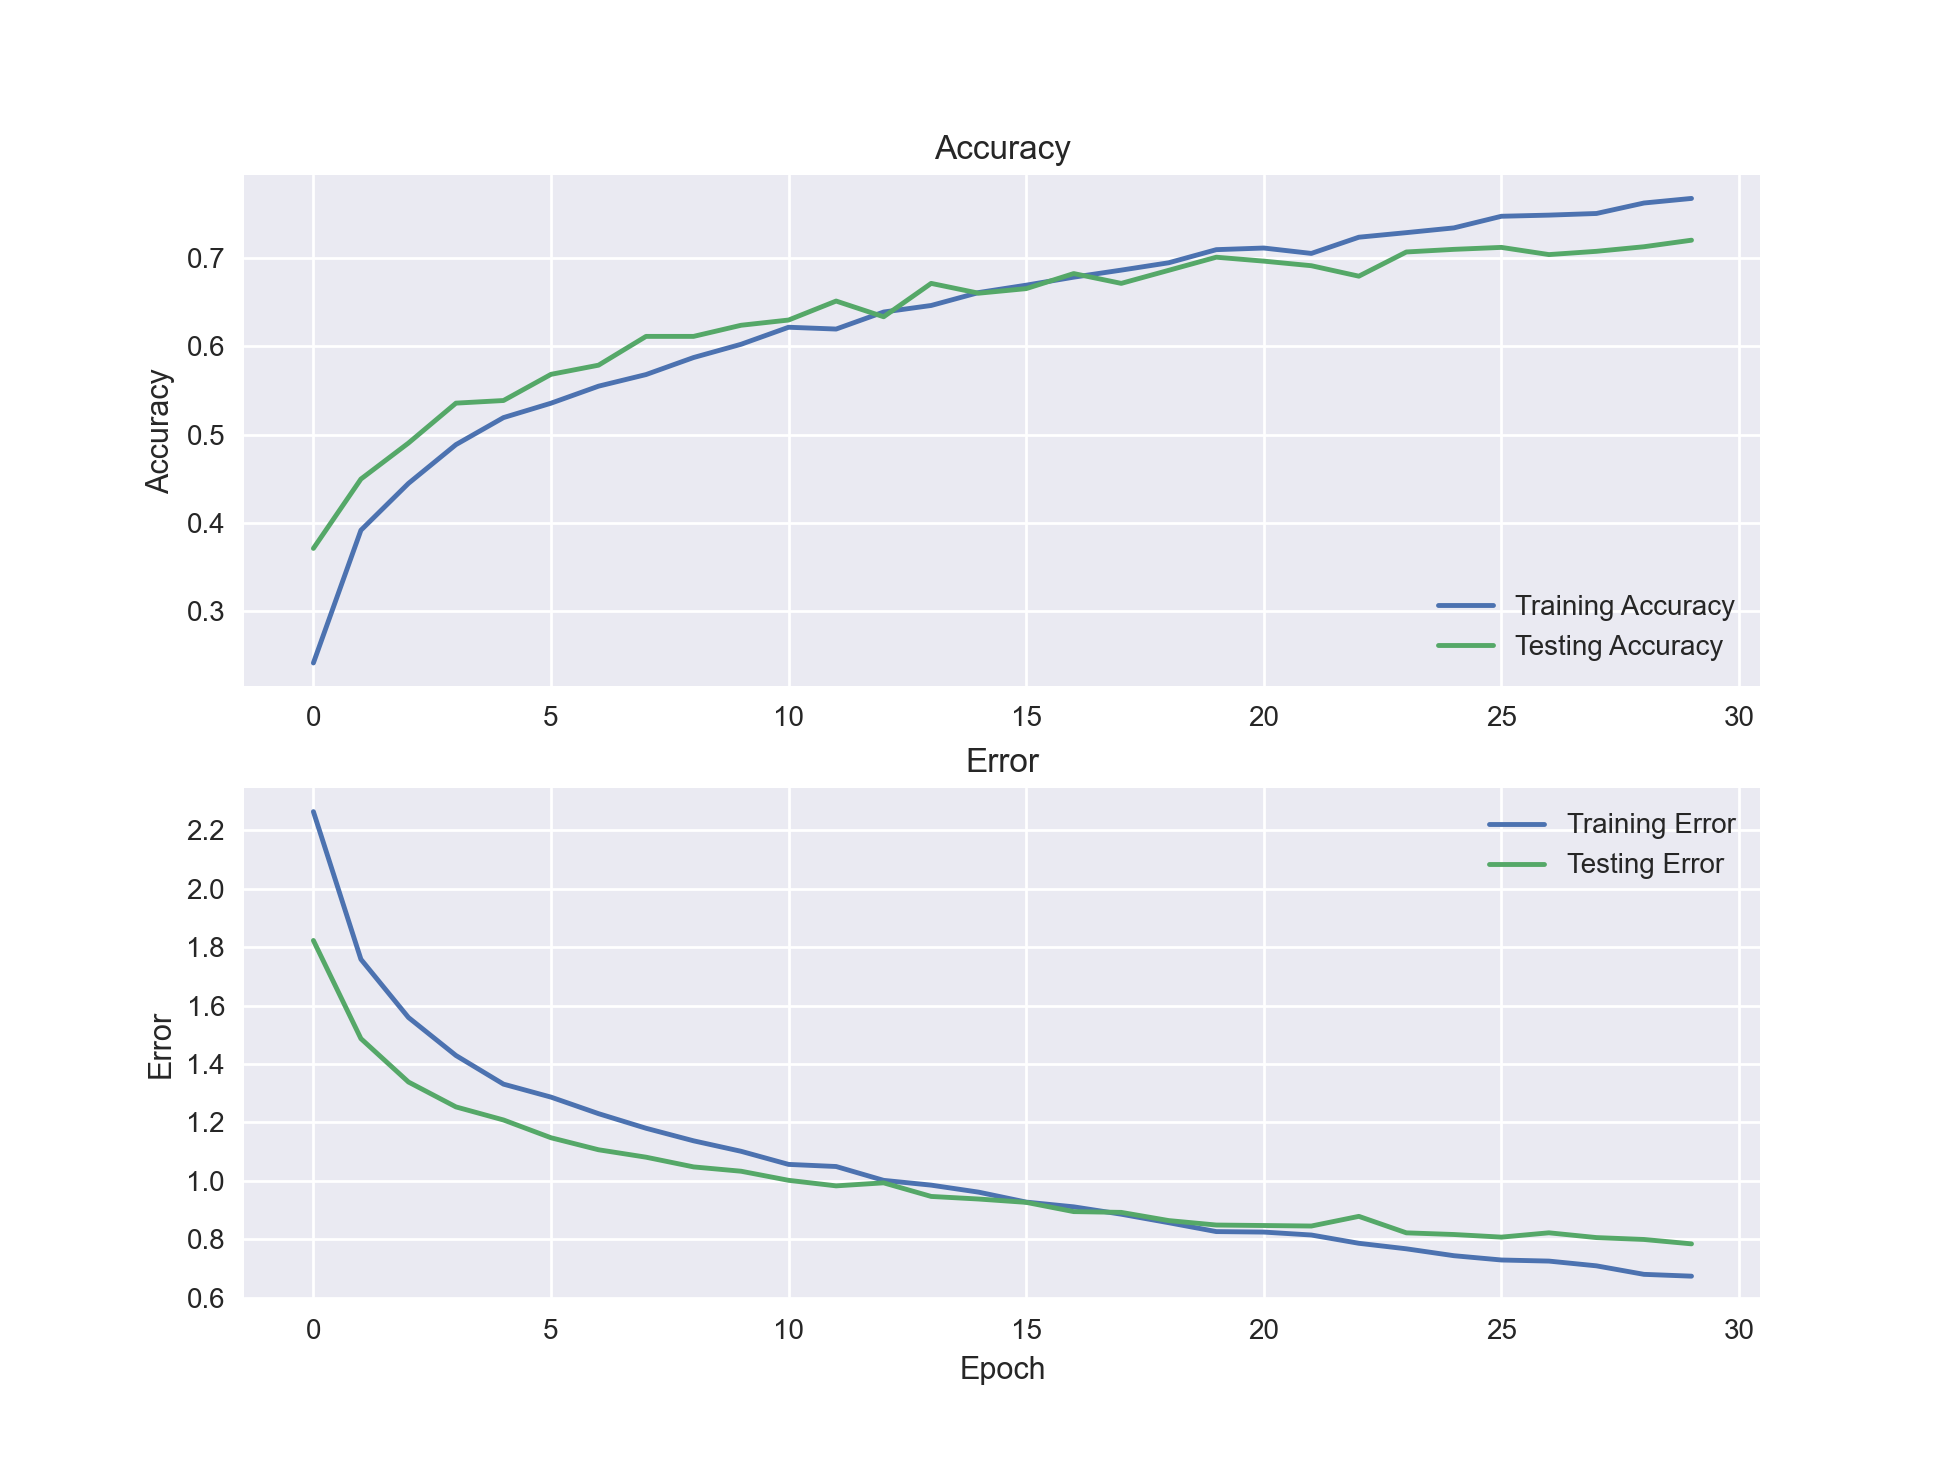 Accuracy
Accuracy
0.7
0.6
0.5
0.4
0.3
Training Accuracy
Testing Accuracy
0 5 10 15 20 25 30
Error
Error
2.2
2.0
1.8
1.6
1.4
1.2
1.0
0.8
0.6
Training Error
Testing Error
0 5 10 15 20 25 30
Epoch